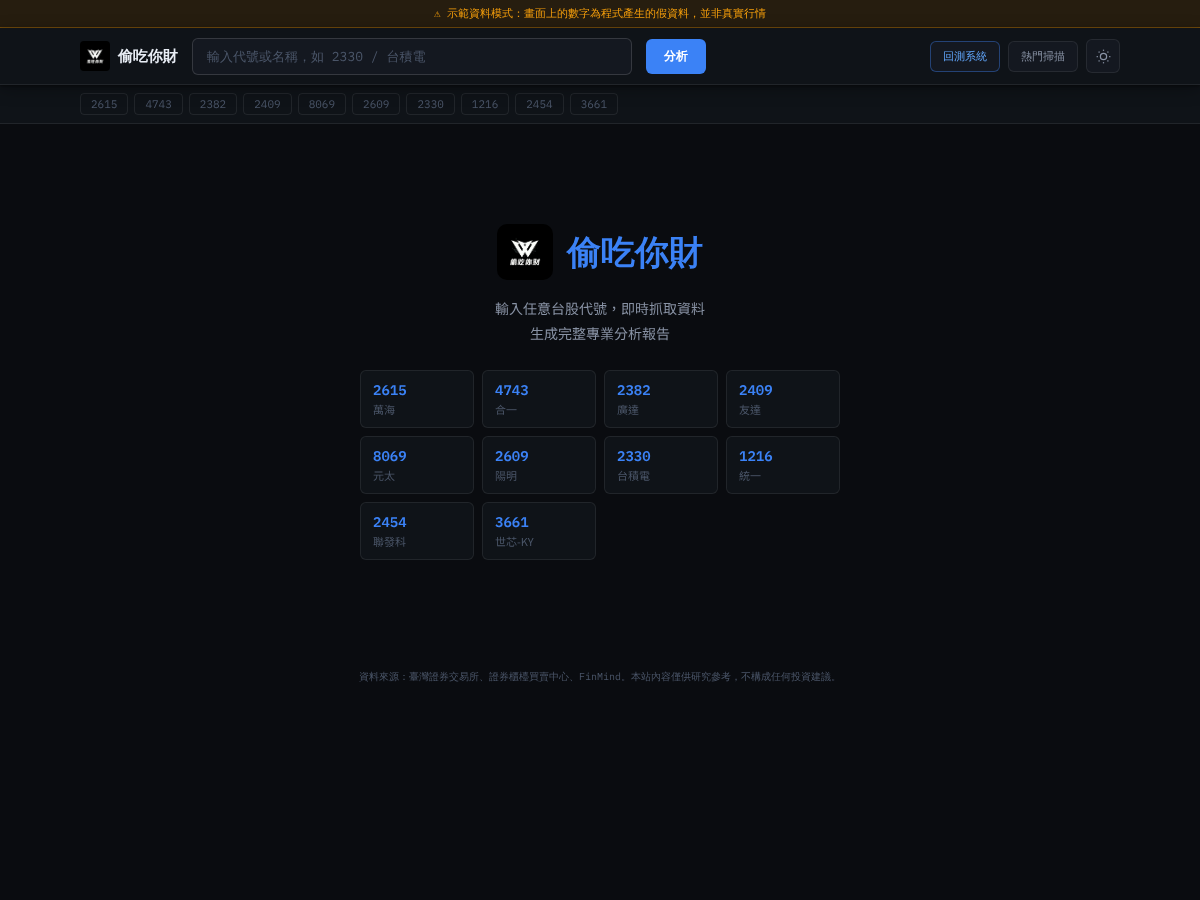 ⚠ 示範資料模式：畫面上的數字為程式產生的假資料，並非真實行情
偷吃你財
偷吃你財
輸入代號或名稱，如 2330 / 台積電
分析
回測系統
熱門掃描
2615 4743 2382 2409 8069 2609 2330 1216 2454 3661
偷吃你財
偷吃你財
輸入任意台股代號，即時抓取資料
生成完整專業分析報告
2615 4743 2382 2409
萬海 合一 廣達 友達
8069 2609 2330 1216
元太 陽明 台積電 統一
2454 3661
聯發科 世芯-KY
資料來源：臺灣證券交易所、證券櫃檯買賣中心、FinMind。本站內容僅供研究參考，不構成任何投資建議。